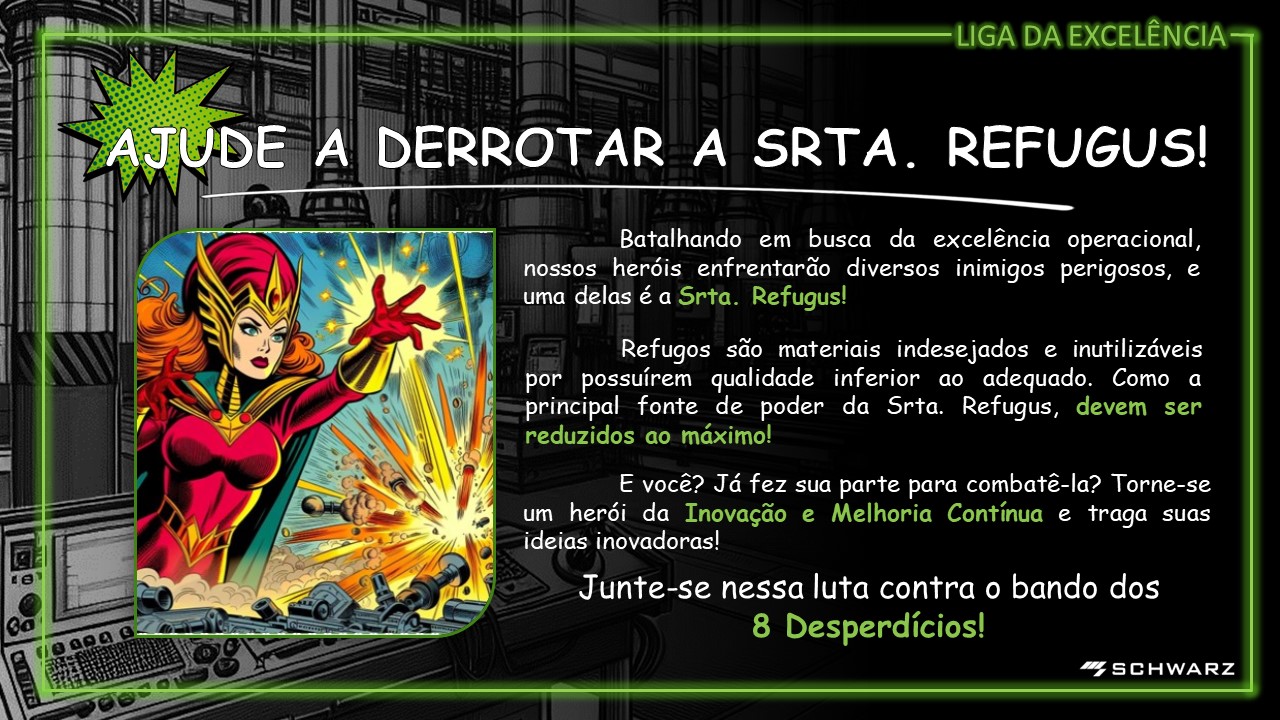 LIGA DA EXCELÊNCIA
AJUDE A DERROTAR A SRTA. REFUGUS!
Batalhando em busca da excelência operacional,
nossos heróis enfrentarão diversos inimigos perigosos, e
uma delas é a Srta. Refugus!
Refugos são materiais indesejados e inutilizáveis
por possuírem qualidade inferior ao adequado. Como a
principal fonte de poder da Srta. Refugus, devem ser
reduzidos ao máximo!
E você? Já fez sua parte para combatê-la? Torne-se
um herói da Inovação e Melhoria Contínua e traga suas
ideias inovadoras!
Junte-se nessa luta contra o bando dos
8 Desperdícios!
SCHWARZ